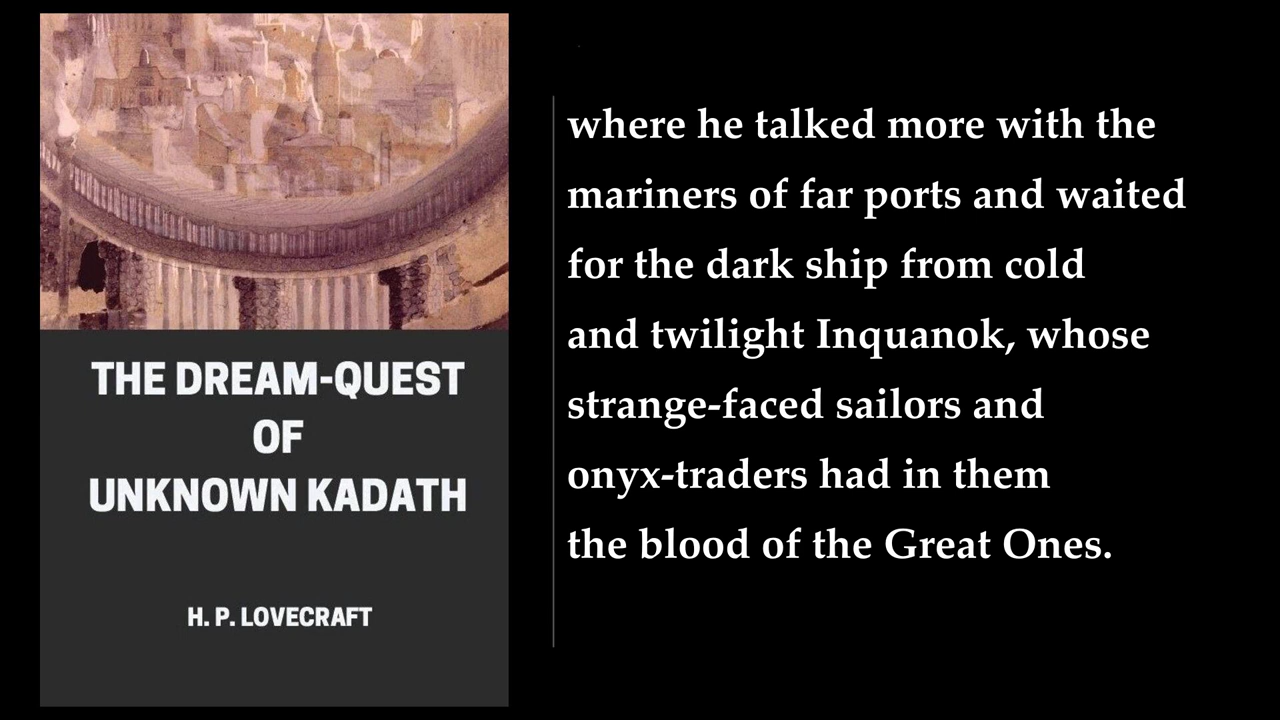 THE DREAM-QUEST
OF
UNKNOWN KADATH
H. P. LOVECRAFT
where he talked more with the
mariners of far ports and waited
for the dark ship from cold
and twilight Inquanok, whose
strange-faced sailors and
onyx-traders had in them
the blood of the Great Ones.